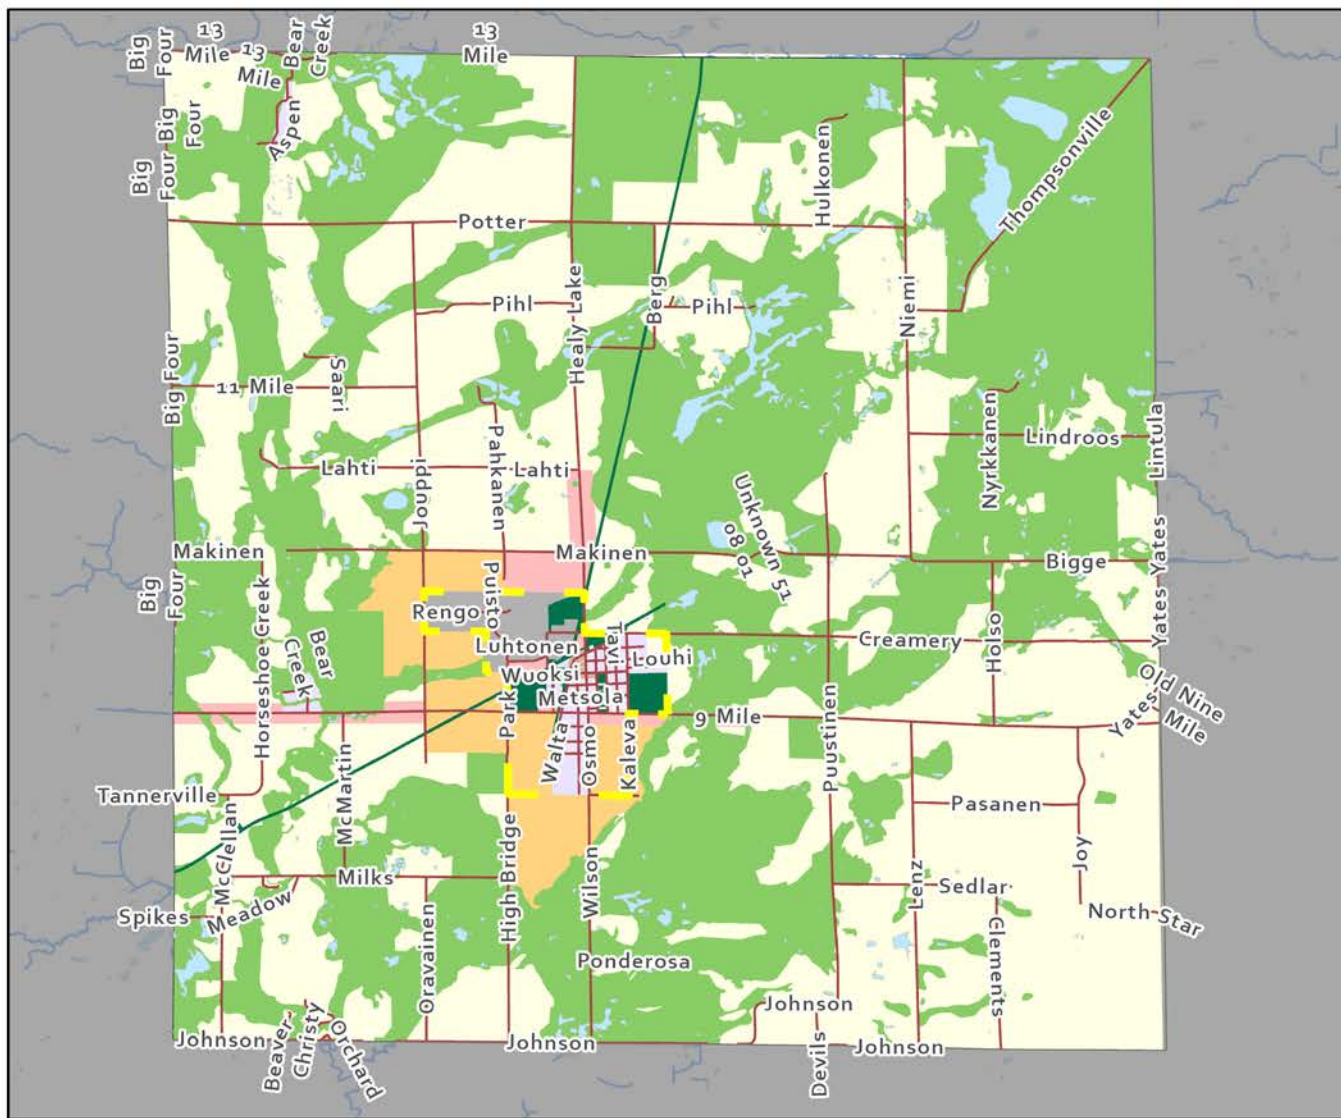 13
Mile
13
Mile
Bear
Creek
13
Mile
Big
Four
Big
Four
Big
Four
Aspen
Hulkonen
Thompsonville
Potter
Healy Lake
Berg
Pihl
Pihl
Niemi
Big Four
11 Mile
Saari
Nyrkkanen
Lindroos
Lintula
Lahti
Lahti
Jouppi
Pahkanen
Unknown 51
08 01
Makinen
Makinen
Bigge
Yates
Big
Four
Puisto
Rengo
Horseshoe Creek
Bear
Creek
Luhtonen
Tavi
Louhi
Wuoksi
Metsola
Creamery
Holso
Yates
Old Nine
Mile
Yates
Park
9 Mile
Walta
Osmo
Kaleva
Puustinen
McMartin
Tannerville
Pasanen
McClellan
High Bridge
Wilson
Joy
Milks
Lenz
Sedlar
Meadow
Spikes
North Star
Oravainen
Clements
Ponderosa
Johnson
Johnson
Beaver
Christy
Orchard
Johnson
Devils
Johnson